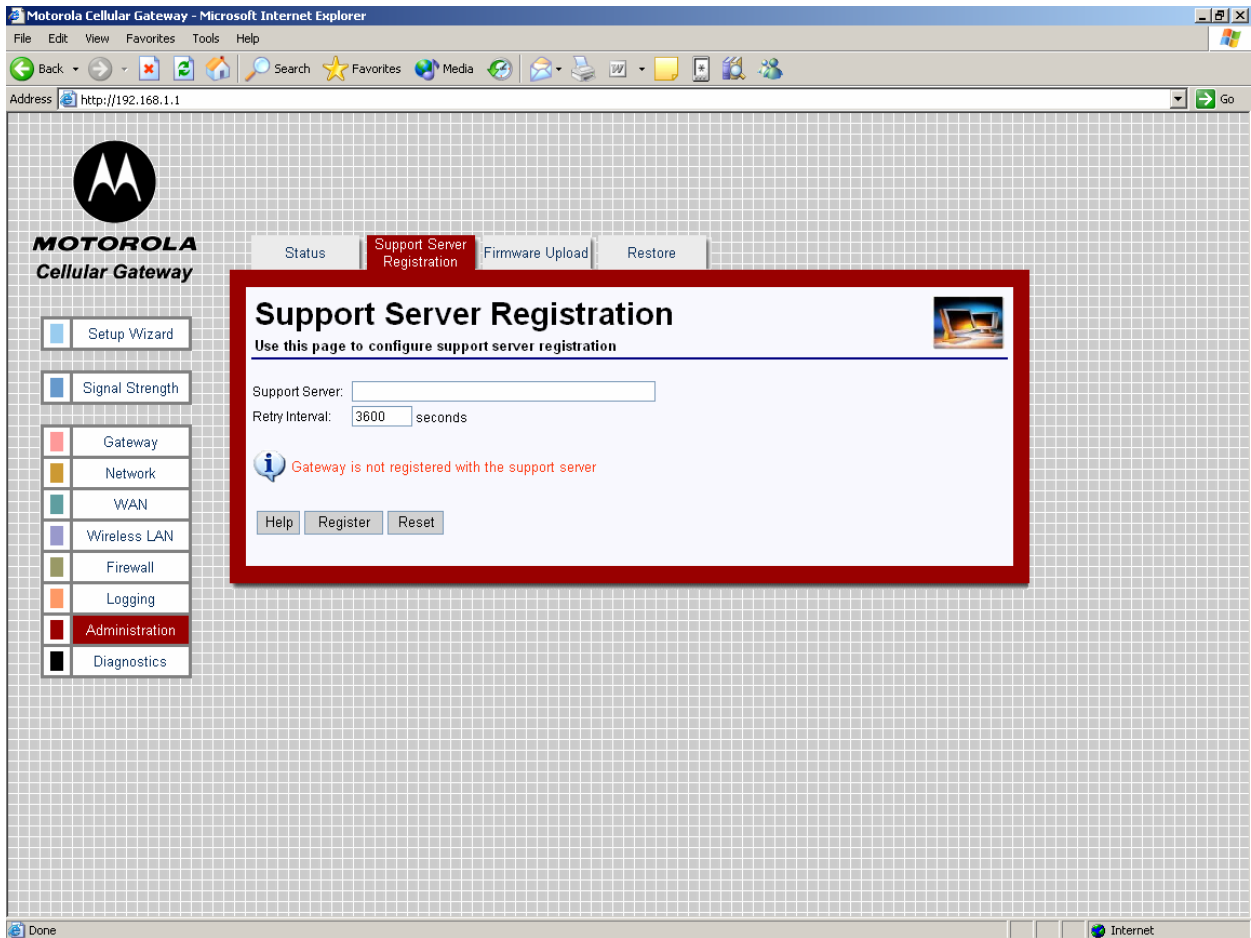 Motorola Cellular Gateway - Microsoft Internet Explorer
File Edit View Favorites Tools Help
Back Search Favorites Media
Address http://192.168.1.1 Go
MOTOROLA
Cellular Gateway
Status
Support Server
Registration
Firmware Upload
Restore
Support Server Registration
Use this page to configure support server registration
Support Server:
Retry Interval: 3600 seconds
Gateway is not registered with the support server
Help Register Reset
Setup Wizard
Signal Strength
Gateway
Network
WAN
Wireless LAN
Firewall
Logging
Administration
Diagnostics
Done Internet